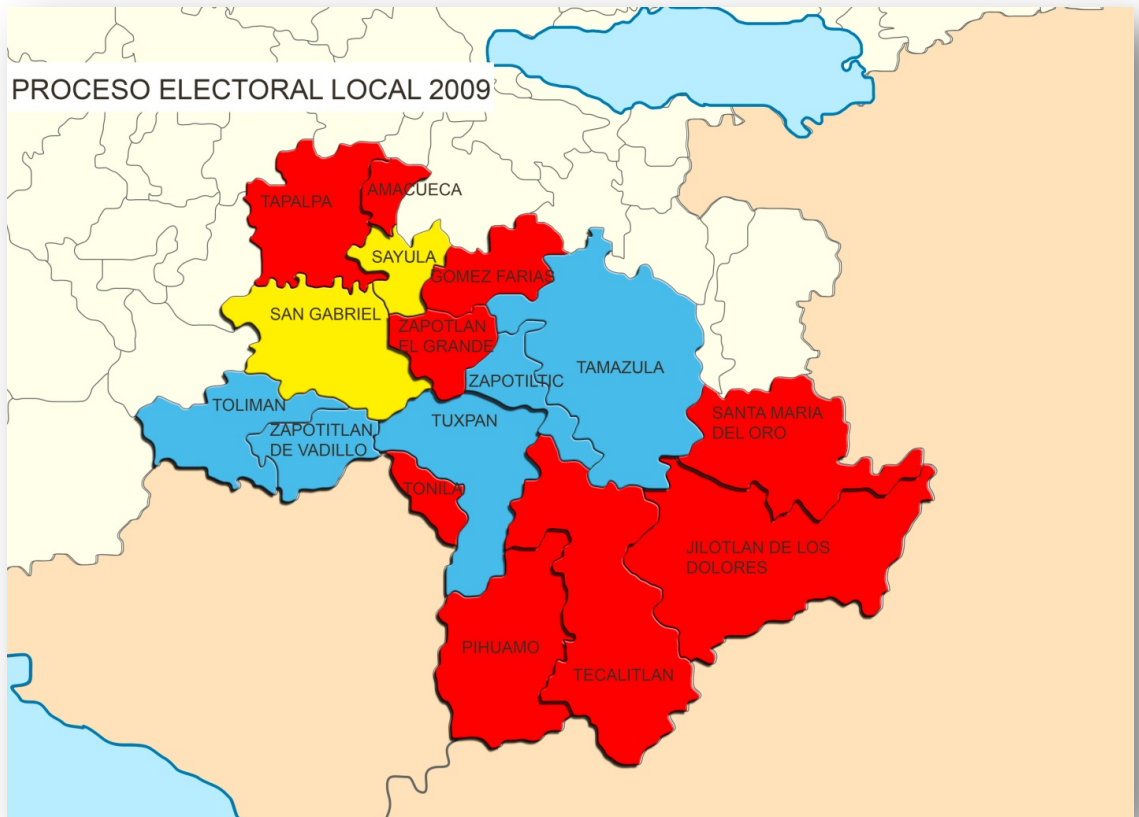 PROCESO ELECTORAL LOCAL 2009
AMACUECA
TAPALPA
SAYULA
GOMEZ FARIAS
SAN GABRIEL
ZAPOTLAN
EL GRANDE
TAMAZULA
ZAPOTILTIC
TOLIMAN
TUXPAN
SANTA MARIA
DEL ORO
ZAPOTITLAN
DE VADILLO
TONILA
JILOTLAN DE LOS
DOLORES
PIHUAMO
TECALITLAN